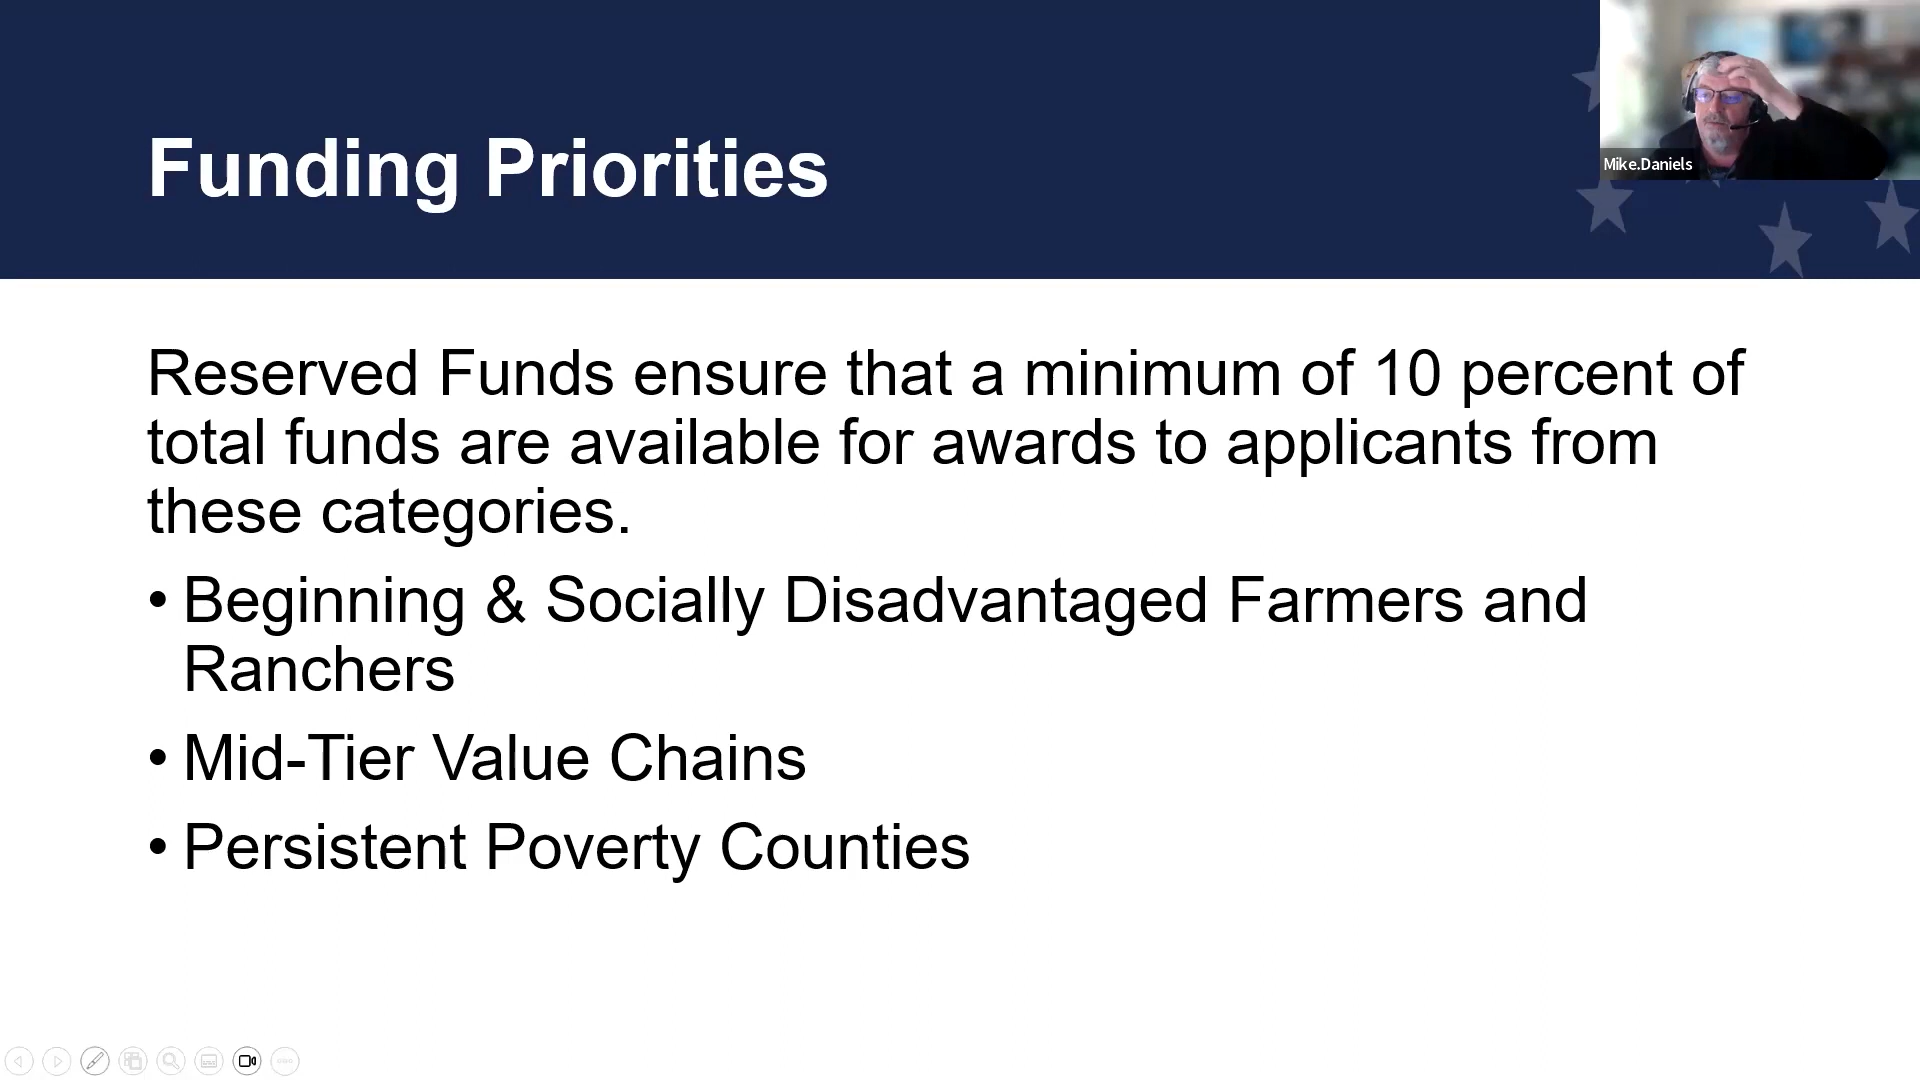 Funding Priorities
Mike.Daniels
Reserved Funds ensure that a minimum of 10 percent of
total funds are available for awards to applicants from
these categories.
• Beginning & Socially Disadvantaged Farmers and
Ranchers
• Mid-Tier Value Chains
• Persistent Poverty Counties